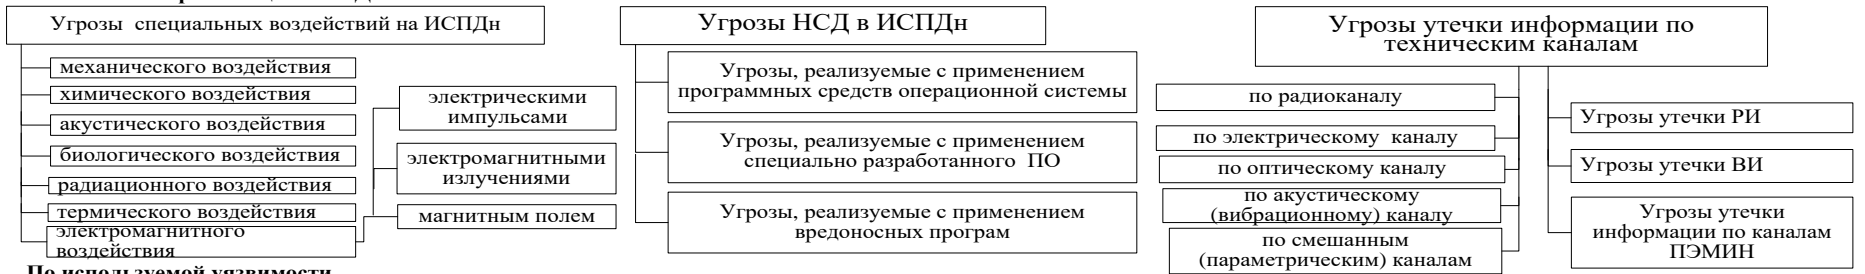 Угрозы специальных воздействий на ИСПДн
механического воздействия
химического воздействия
акустического воздействия
биологического воздействия
радиационного воздействия
термического воздействия
электромагнитного
воздействия
электрическими
импульсами
электромагнитными
излучениями
магнитным полем
Угрозы НСД в ИСПДн
Угрозы, реализуемые с применением
программных средств операционной системы
Угрозы, реализуемые с применением
специально разработанного ПО
Угрозы, реализуемые с применением
вредоносных програм
Угрозы утечки информации по
техническим каналам
по радиоканалу
по электрическому каналу
по оптическому каналу
по акустическому
(вибрационному) каналу
по смешанным
(параметрическим) каналам
Угрозы утечки РИ
Угрозы утечки ВИ
Угрозы утечки
информации по каналам
ПЭМИН
По используемой уязвимости